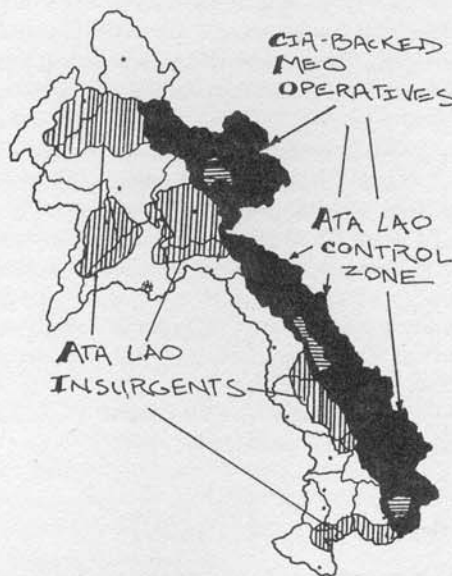 CIA-BACKED
MEO
OPERATIVES
ATA LAO
CONTROL
ZONE
ATA LAO
INSURGENTS